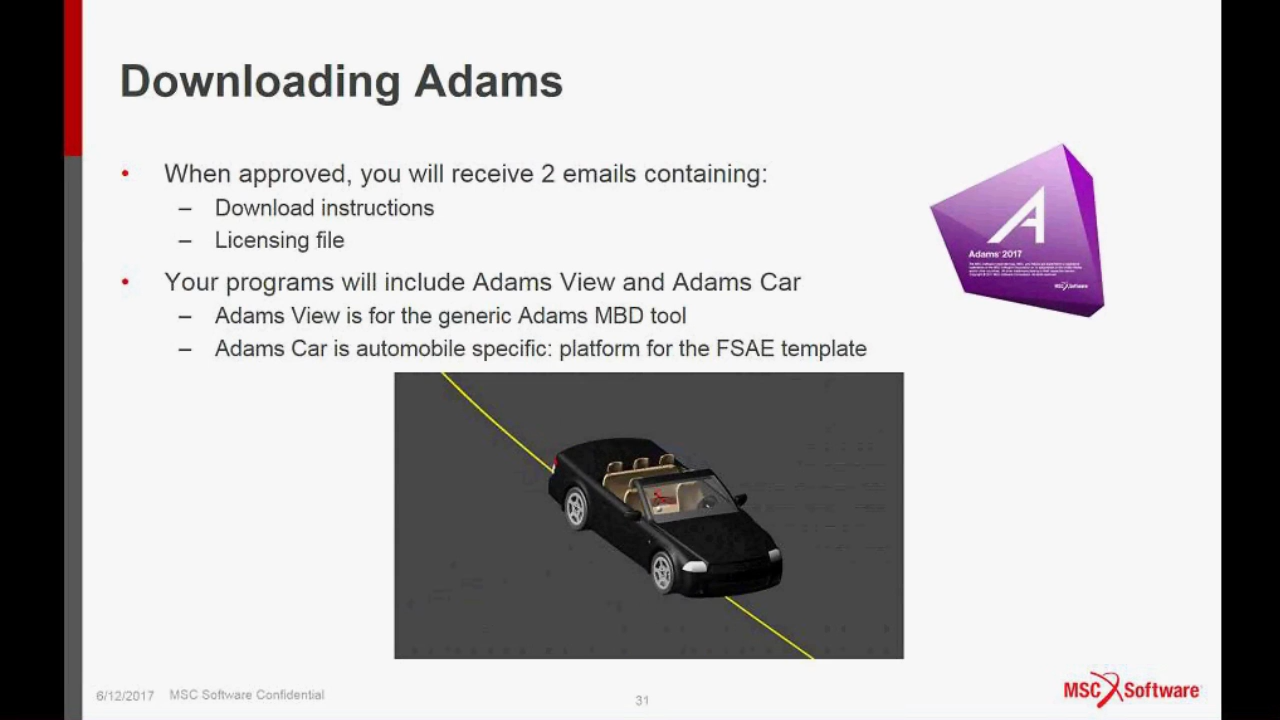 Downloading Adams
• When approved, you will receive 2 emails containing:
– Download instructions
– Licensing file
• Your programs will include Adams View and Adams Car
– Adams View is for the generic Adams MBD tool
– Adams Car is automobile specific: platform for the FSAE template
A
Adams 2017
MSC Software
6/12/2017 MSC Software Confidential
31
MSC Software